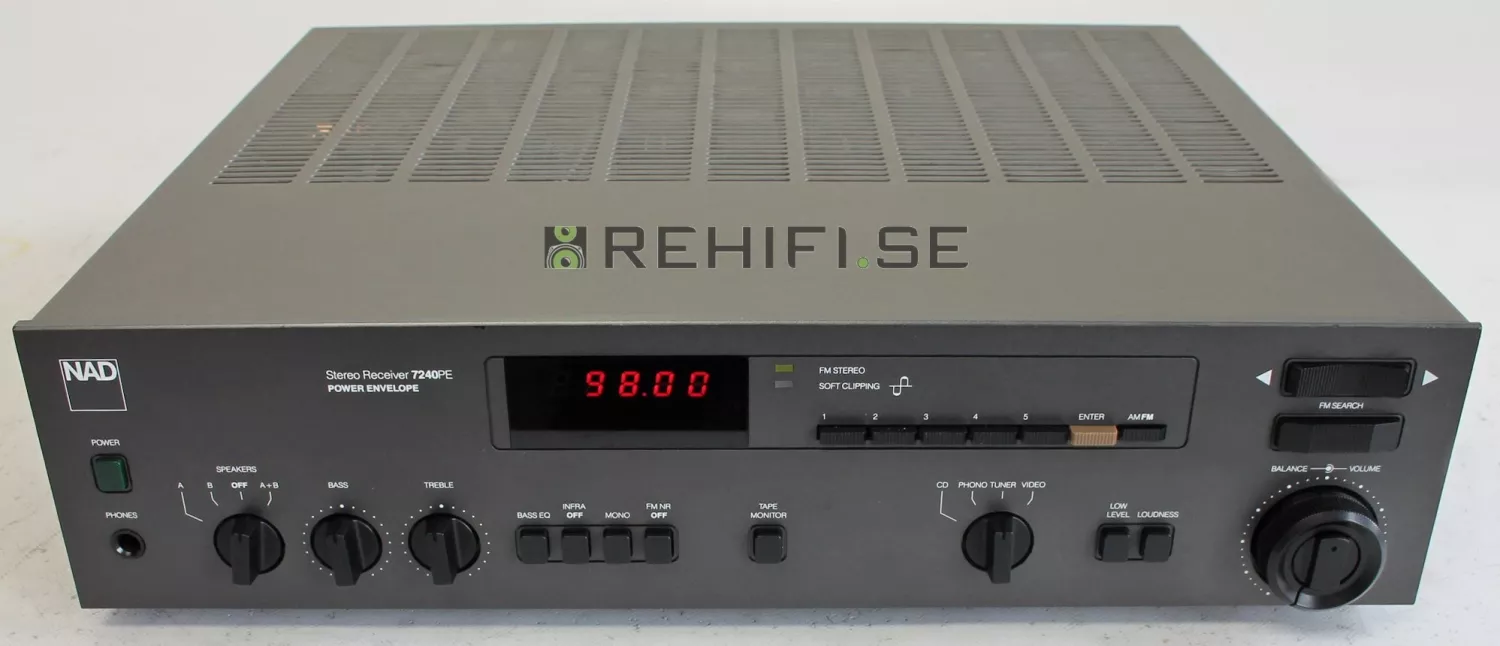 REHIFI.SE
NAD
Stereo Receiver 7240PE
POWER ENVELOPE
98.00
FM STEREO
SOFT CLIPPING
1 2 3 4 5 ENTER AM FM
FM SEARCH
POWER
PHONES
SPEAKERS
A B OFF A+B
BASS
TREBLE
BASS EQ
INFRA
OFF
MONO
FM NR
OFF
TAPE
MONITOR
CD PHONO TUNER VIDEO
LOW
LEVEL
LOUDNESS
BALANCE VOLUME